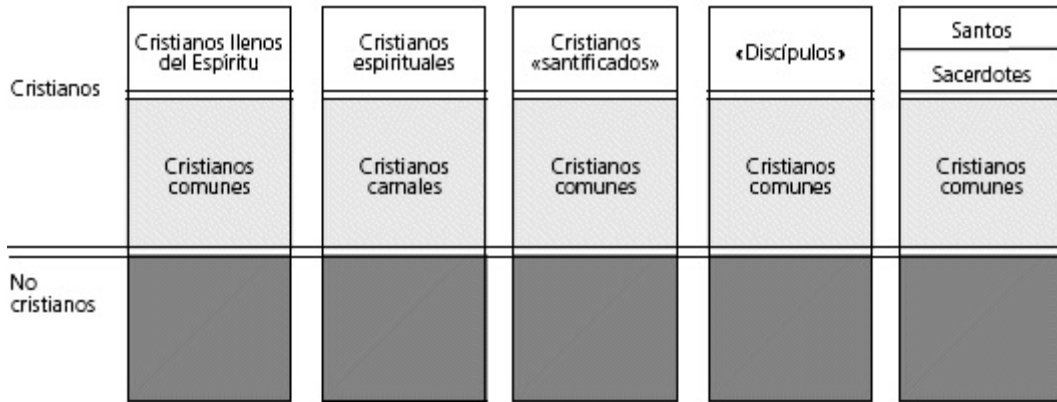 Cristianos llenos
del Espíritu
Cristianos
espirituales
Cristianos
«santificados»
«Discípulos»
Santos
Sacerdotes
Cristianos
Cristianos
comunes
Cristianos
carnales
Cristianos
comunes
Cristianos
comunes
Cristianos
comunes
No
cristianos